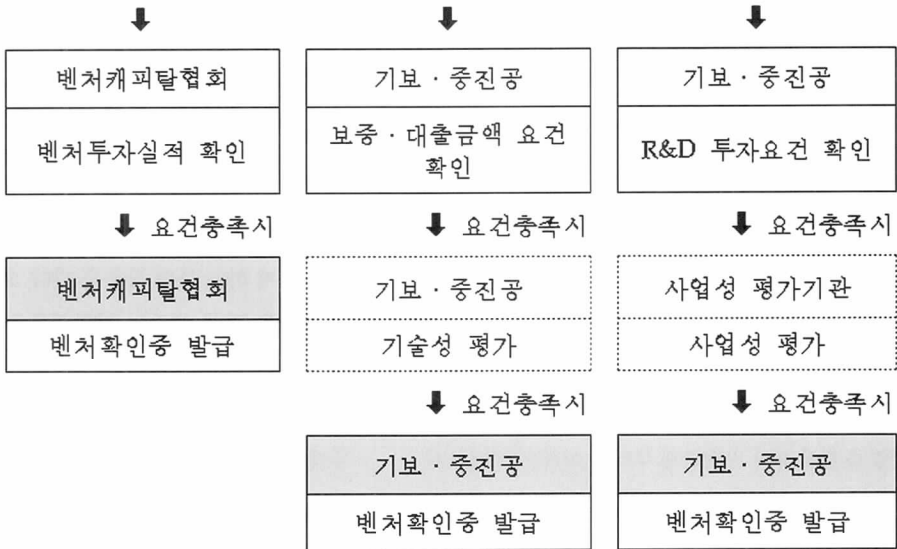 벤처캐피탈협회
벤처투자실적 확인
기보 · 중진공
보증 · 대출금액 요건
확인
기보 · 중진공
R&D 투자요건 확인
요건충족시
요건충족시
요건충족시
벤처캐피탈협회
벤처확인증 발급
기보 · 중진공
기술성 평가
사업성 평가기관
사업성 평가
요건충족시
요건충족시
기보 · 중진공
벤처확인증 발급
기보 · 중진공
벤처확인증 발급